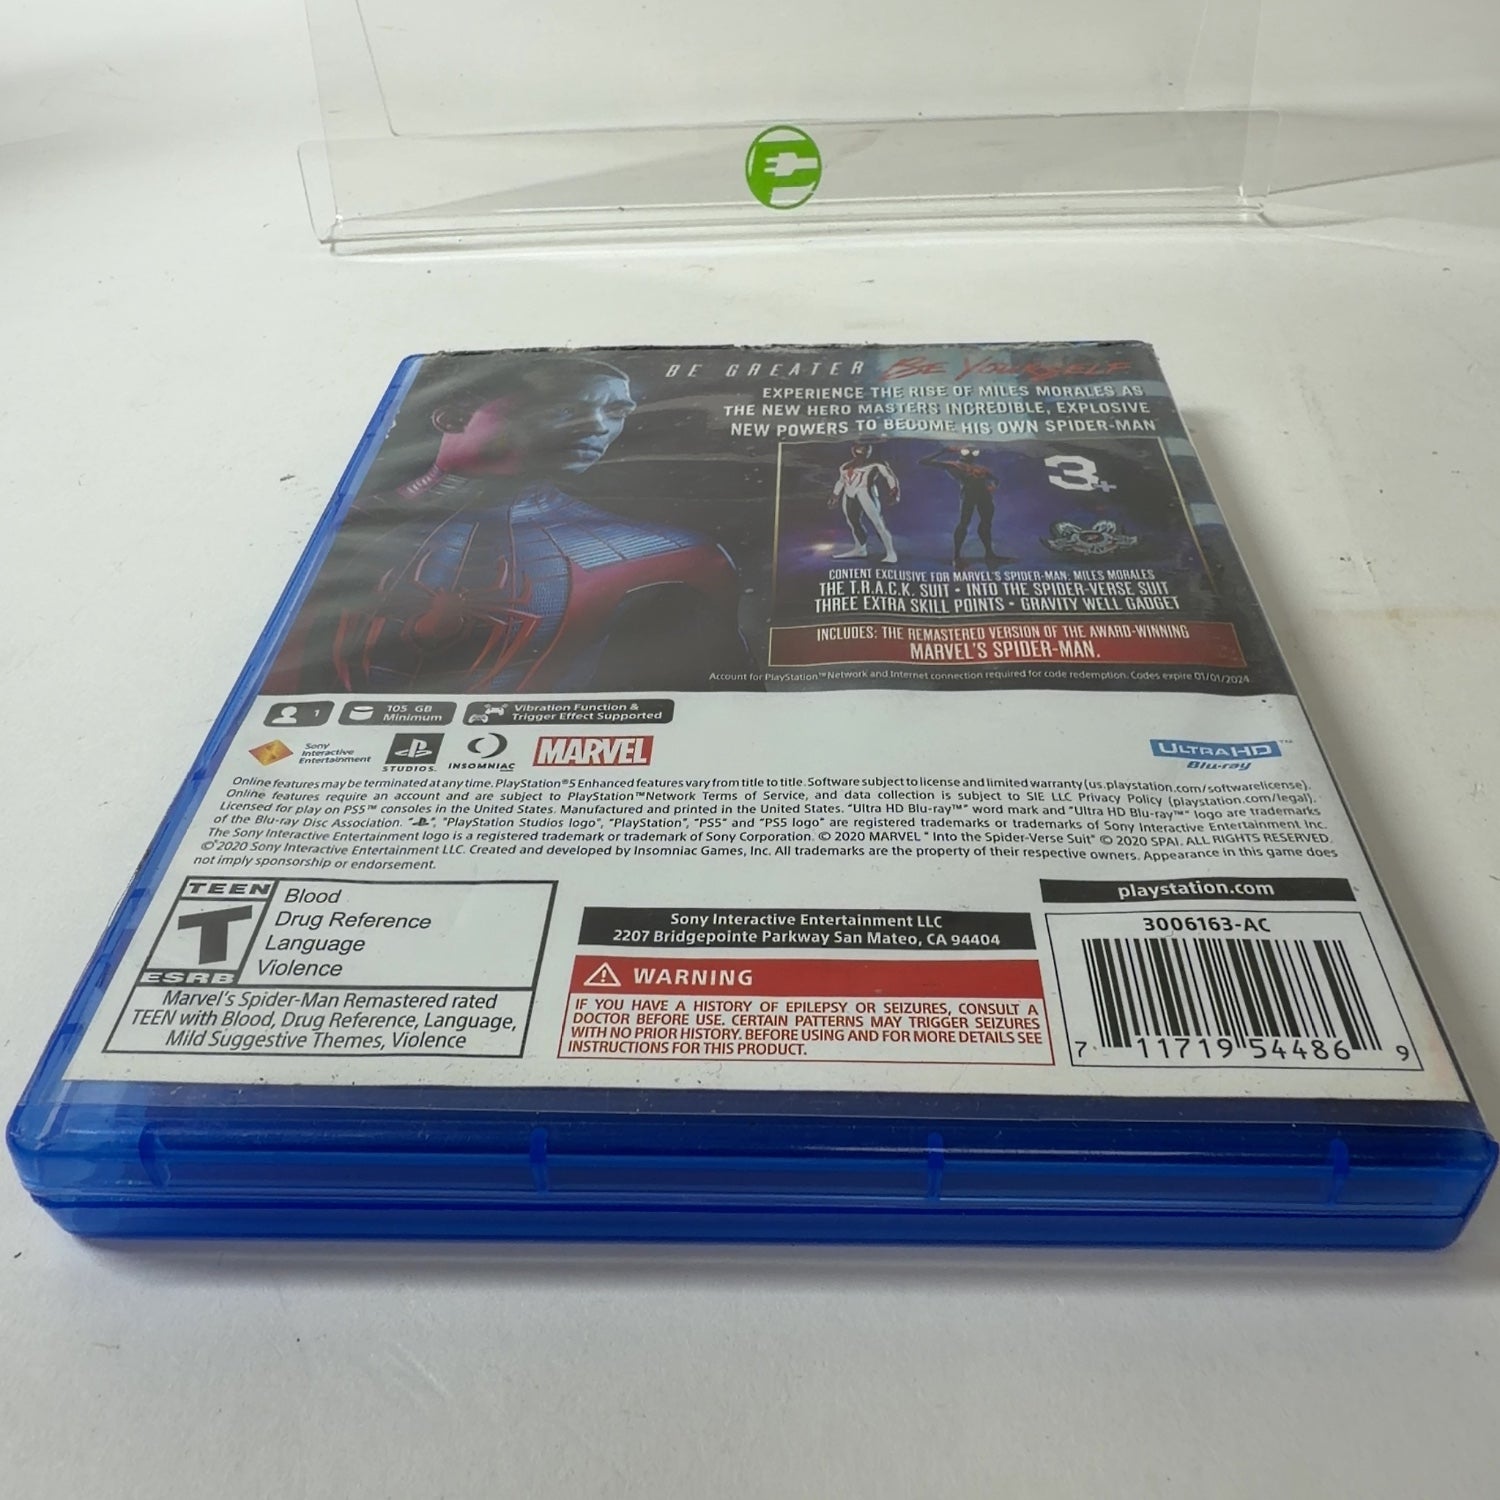 BE GREATER BE YOURSELF
EXPERIENCE THE RISE OF MILES MORALES AS
THE NEW HERO MASTERS INCREDIBLE, EXPLOSIVE
NEW POWERS TO BECOME HIS OWN SPIDER-MAN
3+
CONTENT EXCLUSIVE FOR MARVEL'S SPIDER-MAN: MILES MORALES
THE T.R.A.C.K. SUIT • INTO THE SPIDER-VERSE SUIT
THREE EXTRA SKILL POINTS • GRAVITY WELL GADGET
INCLUDES: THE REMASTERED VERSION OF THE AWARD-WINNING
MARVEL'S SPIDER-MAN.
Account for PlayStation™Network and Internet connection required for code redemption. Codes expire 01/01/2024
1
105 GB
Minimum
Vibration Function &
Trigger Effect Supported
Sony
Interactive
Entertainment
STUDIOS.
INSOMNIAC
MARVEL
ULTRA HD™
Blu-ray
Online features may be terminated at any time. PlayStation®5 Enhanced features vary from title to title. Software subject to license and limited warranty (us.playstation.com/softwarelicense).
Online features require an account and are subject to PlayStation™Network Terms of Service, and data collection is subject to SIE LLC Privacy Policy (playstation.com/legal).
Licensed for play on PS5™ consoles in the United States. Manufactured and printed in the United States. "Ultra HD Blu-ray™" word mark and "Ultra HD Blu-ray™" logo are trademarks
of the Blu-ray Disc Association. "", "PlayStation Studios logo", "PlayStation", "PS5" and "PS5 logo" are registered trademarks or trademarks of Sony Interactive Entertainment Inc.
The Sony Interactive Entertainment logo is a registered trademark or trademark of Sony Corporation. © 2020 MARVEL "Into the Spider-Verse Suit" © 2020 SPAI. ALL RIGHTS RESERVED.
©2020 Sony Interactive Entertainment LLC. Created and developed by Insomniac Games, Inc. All trademarks are the property of their respective owners. Appearance in this game does
not imply sponsorship or endorsement.
TEEN
T
ESRB
Blood
Drug Reference
Language
Violence
Marvel's Spider-Man Remastered rated
TEEN with Blood, Drug Reference, Language,
Mild Suggestive Themes, Violence
Sony Interactive Entertainment LLC
2207 Bridgepointe Parkway San Mateo, CA 94404
WARNING
IF YOU HAVE A HISTORY OF EPILEPSY OR SEIZURES, CONSULT A
DOCTOR BEFORE USE. CERTAIN PATTERNS MAY TRIGGER SEIZURES
WITH NO PRIOR HISTORY. BEFORE USING AND FOR MORE DETAILS SEE
INSTRUCTIONS FOR THIS PRODUCT.
playstation.com
3006163-AC
7 11719 54486 9